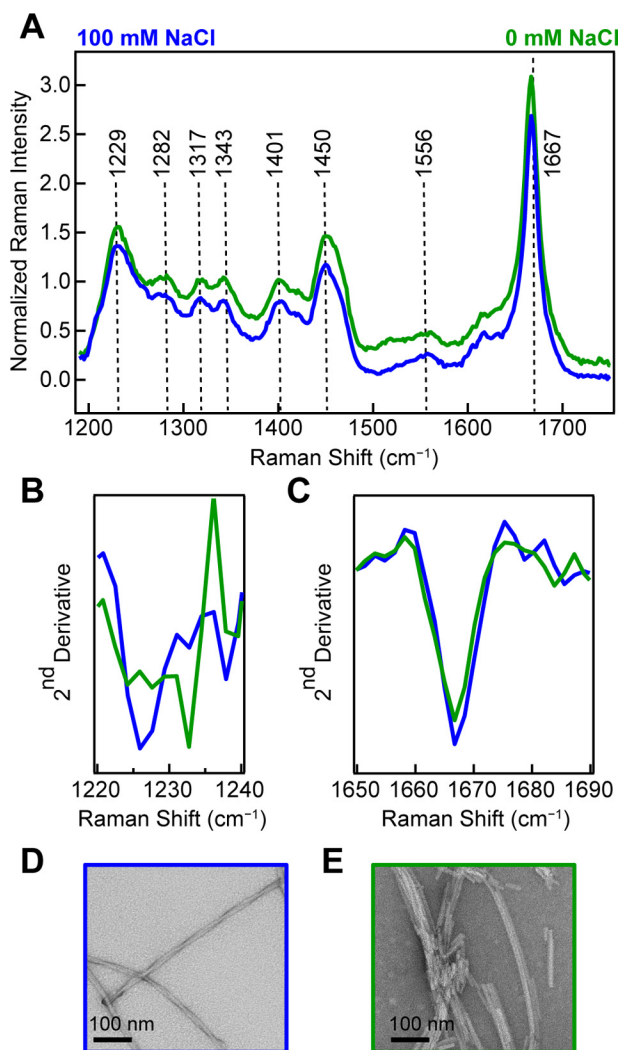 A
100 mM NaCl
0 mM NaCl
Normalized Raman Intensity
3.0
2.5
2.0
1.5
1.0
0.5
0.0
1229
1282
1317
1343
1401
1450
1556
1667
1200 1300 1400 1500 1600 1700
Raman Shift (cm⁻¹)
B
2nd Derivative
1220 1230 1240
Raman Shift (cm⁻¹)
C
2nd Derivative
1650 1660 1670 1680 1690
Raman Shift (cm⁻¹)
D
100 nm
E
100 nm